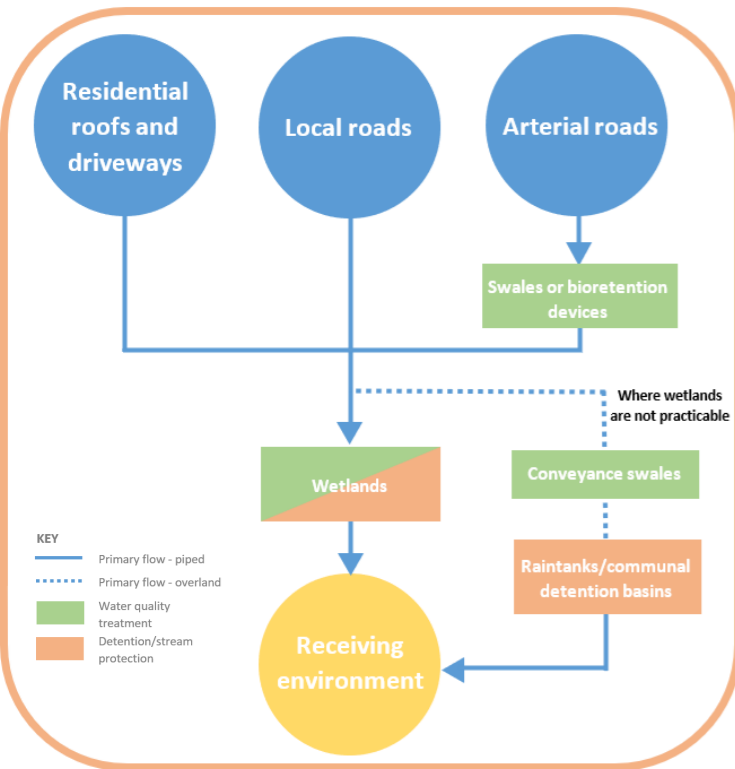 Residential
roofs and
driveways
Local roads
Arterial roads
Swales or bioretention
devices
Where wetlands
are not practicable
Wetlands
Conveyance swales
Raintanks/communal
detention basins
Receiving
environment
KEY
Primary flow - piped
Primary flow - overland
Water quality
treatment
Detention/stream
protection